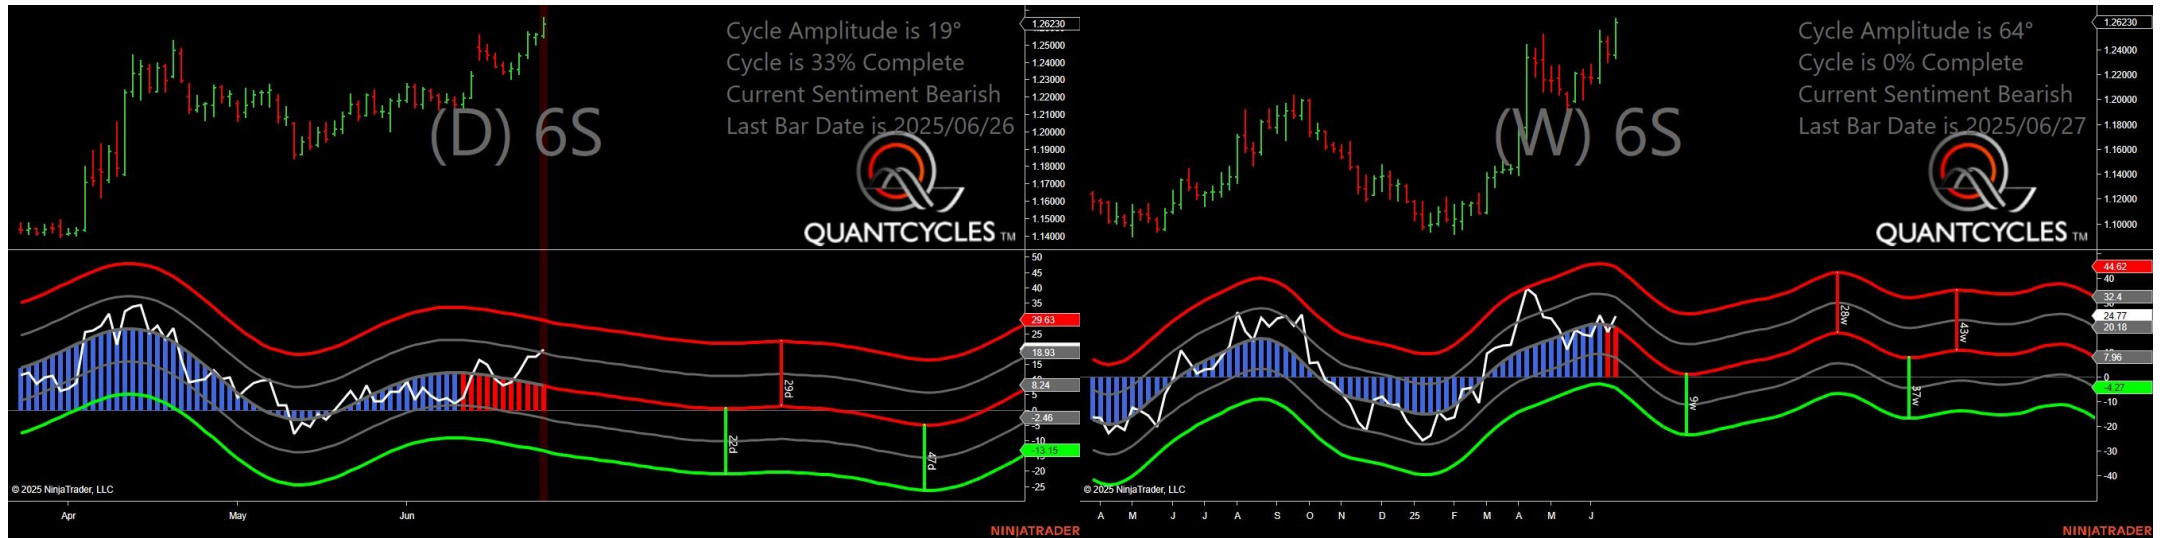 Cycle Amplitude is 19°
Cycle is 33% Complete
Current Sentiment Bearish
Last Bar Date is 2025/06/26
(D) 6S
QUANTCYCLES TM
1.26230
1.25000
1.24000
1.23000
1.22000
1.21000
1.20000
1.19000
1.18000
1.17000
1.16000
1.15000
1.14000
50
45
40
35
29.63
25
18.93
15
8.24
5
0
-2.46
-5
-10
-13.15
-20
-25
29d
22d
47d
© 2025 NinjaTrader, LLC
Apr
May
Jun
NINJATRADER
Cycle Amplitude is 64°
Cycle is 0% Complete
Current Sentiment Bearish
Last Bar Date is 2025/06/27
(W) 6S
QUANTCYCLES TM
1.26230
1.24000
1.22000
1.20000
1.18000
1.16000
1.14000
1.12000
1.10000
44.62
40
32.4
24.77
20.18
7.96
0
-4.27
-10
-20
-30
-40
28w
43w
9w
37w
© 2025 NinjaTrader, LLC
A M J J A S O N D 25 F M A M J
NINJATRADER